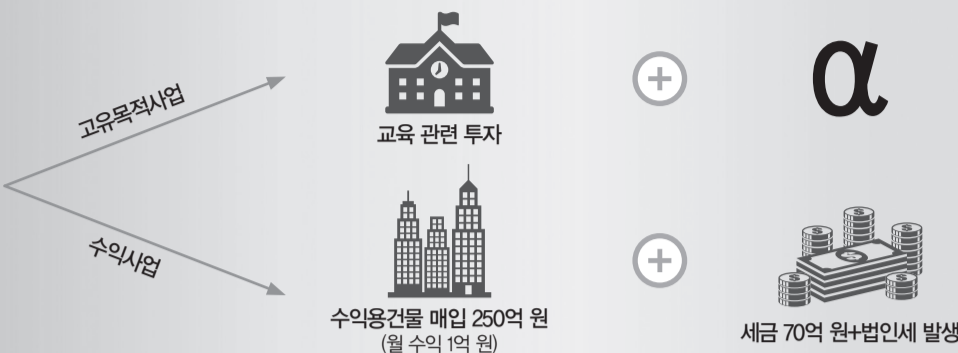 고유목적사업
교육 관련 투자
+
α
수익사업
수익용건물 매입 250억 원
(월 수익 1억 원)
+
세금 70억 원+법인세 발생